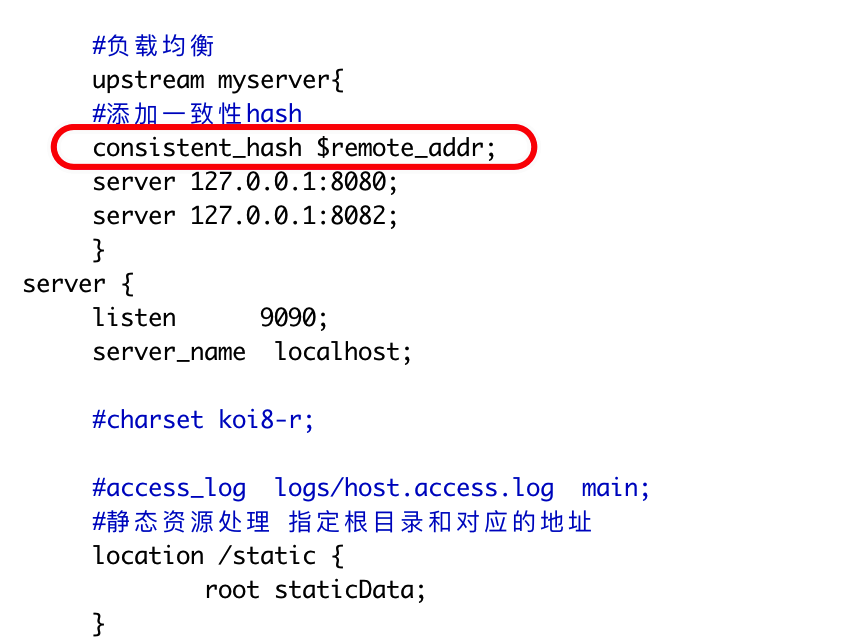 #负载均衡
upstream myserver{
#添加一致性hash
consistent_hash $remote_addr;
server 127.0.0.1:8080;
server 127.0.0.1:8082;
}
server {
listen      9090;
server_name  localhost;
#charset koi8-r;
#access_log  logs/host.access.log  main;
#静态资源处理 指定根目录和对应的地址
location /static {
root staticData;
}